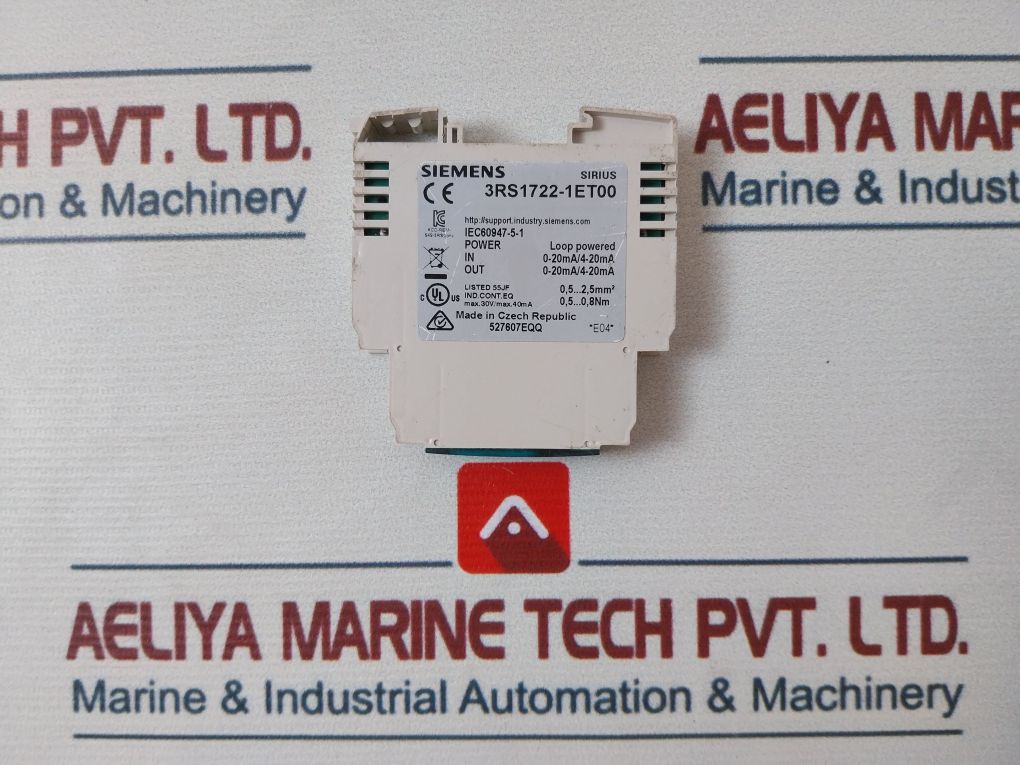 H PVT. LTD.
on & Machinery
AELIYA MAR
Marine & Indust
SIEMENS
SIRIUS
CE
3RS1722-1ET00
http://support.industry.siemens.com
IEC60947-5-1
POWER Loop powered
IN 0-20mA/4-20mA
OUT 0-20mA/4-20mA
C UL US
LISTED 55JF 0,5...2,5mm²
IND.CONT.EQ 0,5...0,8Nm
max.30V/max.40mA
Made in Czech Republic
527607EQQ *E04*
AELIYA MARINE TECH PVT. LTD.
Marine & Industrial Automation & Machinery